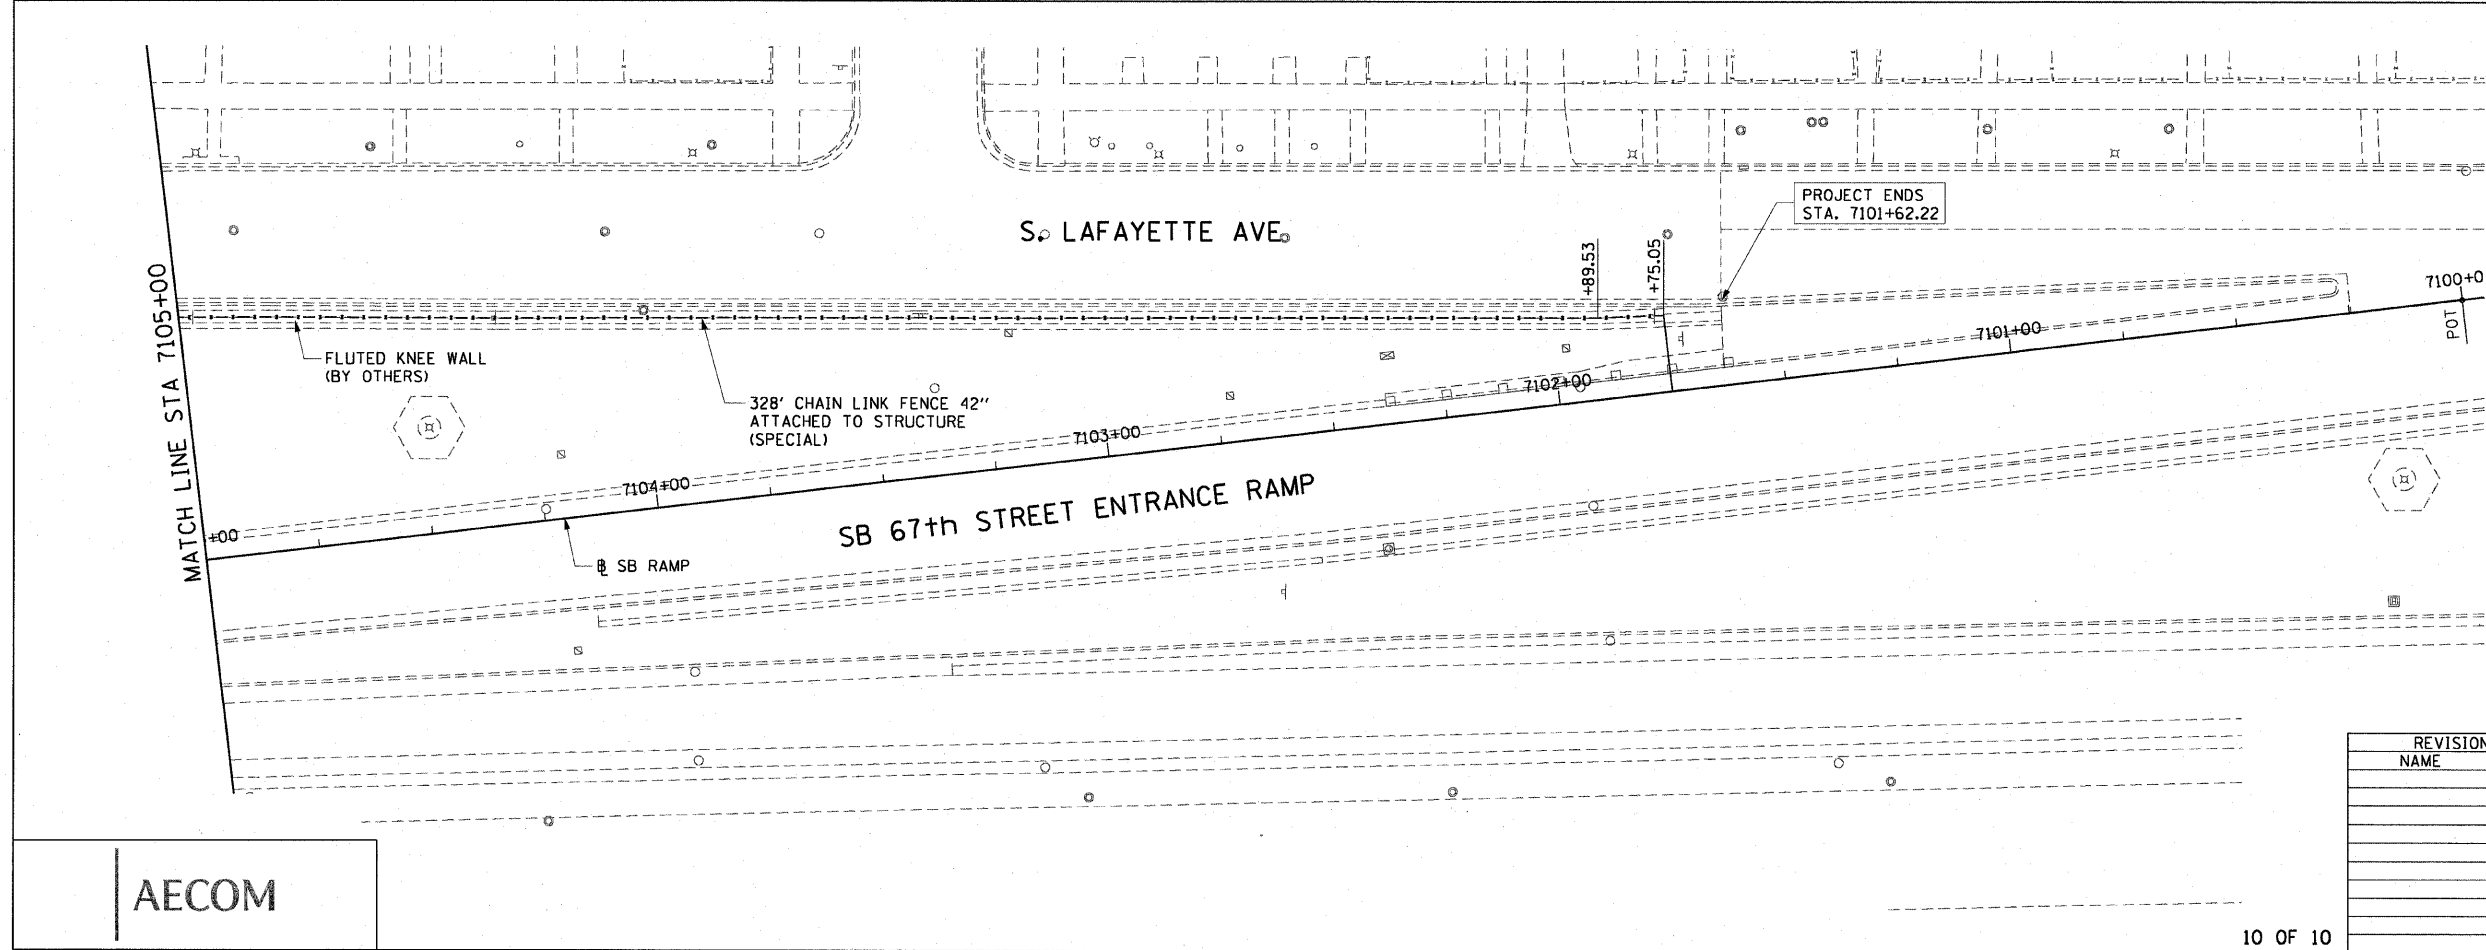 PROJECT ENDS
STA. 7101+62.22
S. LAFAYETTE AVE.
+89.53
+75.05
MATCH LINE STA 7105+00
7100+0
POT
7101+00
FLUTED KNEE WALL
(BY OTHERS)
328' CHAIN LINK FENCE 42"
ATTACHED TO STRUCTURE
(SPECIAL)
7102+00
7103+00
7104+00
+00
SB 67th STREET ENTRANCE RAMP
SB RAMP
REVISION
NAME
AECOM
10 OF 10